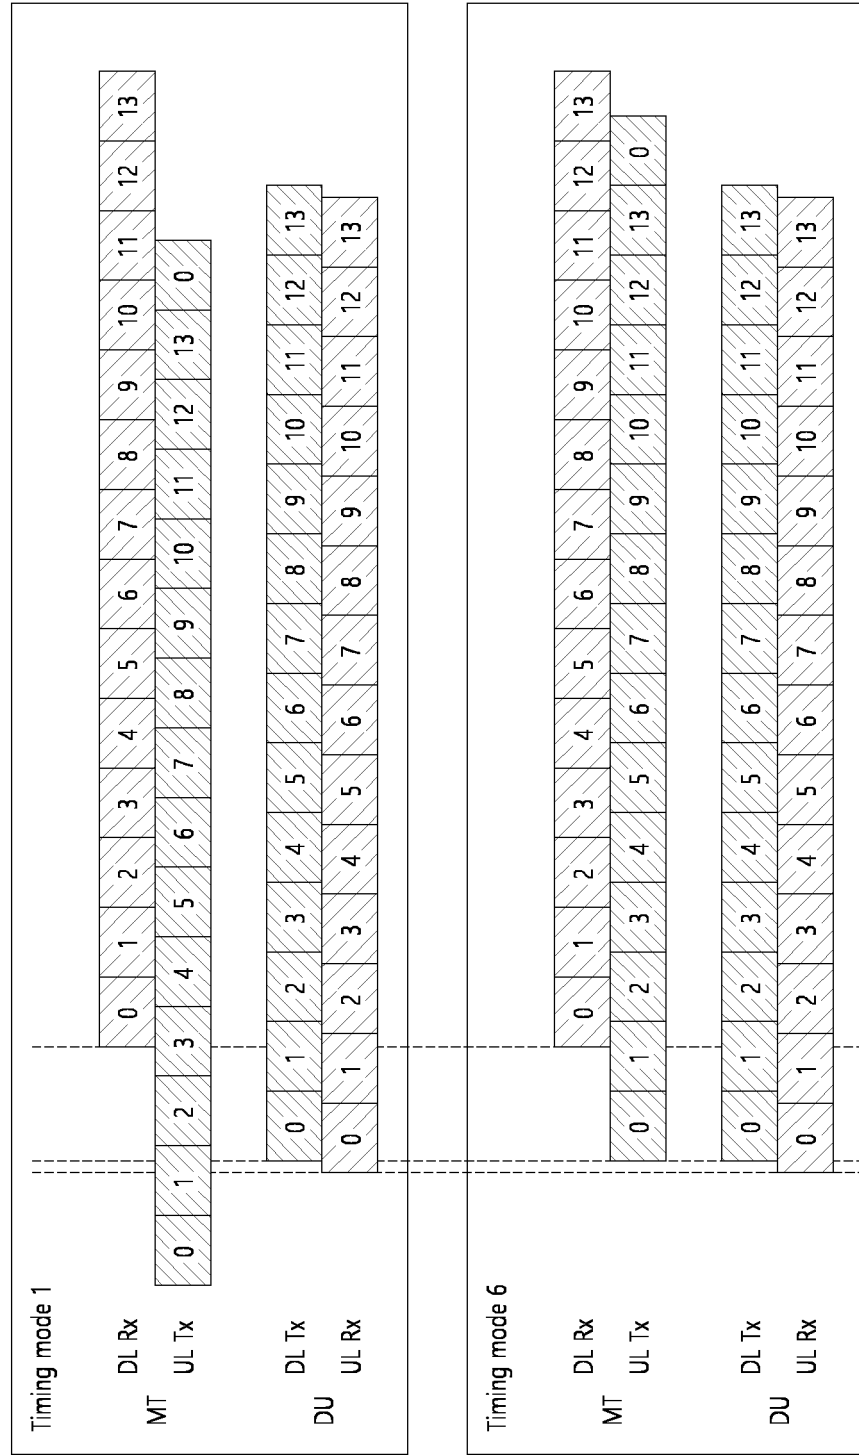 Timing mode 1
MT
DL Rx 0 1 2 3 4 5 6 7 8 9 10 11 12 13
UL Tx 0 1 2 3 4 5 6 7 8 9 10 11 12 13 0
DU
DL Tx 0 1 2 3 4 5 6 7 8 9 10 11 12 13
UL Rx 0 1 2 3 4 5 6 7 8 9 10 11 12 13
Timing mode 6
MT
DL Rx 0 1 2 3 4 5 6 7 8 9 10 11 12 13
UL Tx 0 1 2 3 4 5 6 7 8 9 10 11 12 13 0
DU
DL Tx 0 1 2 3 4 5 6 7 8 9 10 11 12 13
UL Rx 0 1 2 3 4 5 6 7 8 9 10 11 12 13